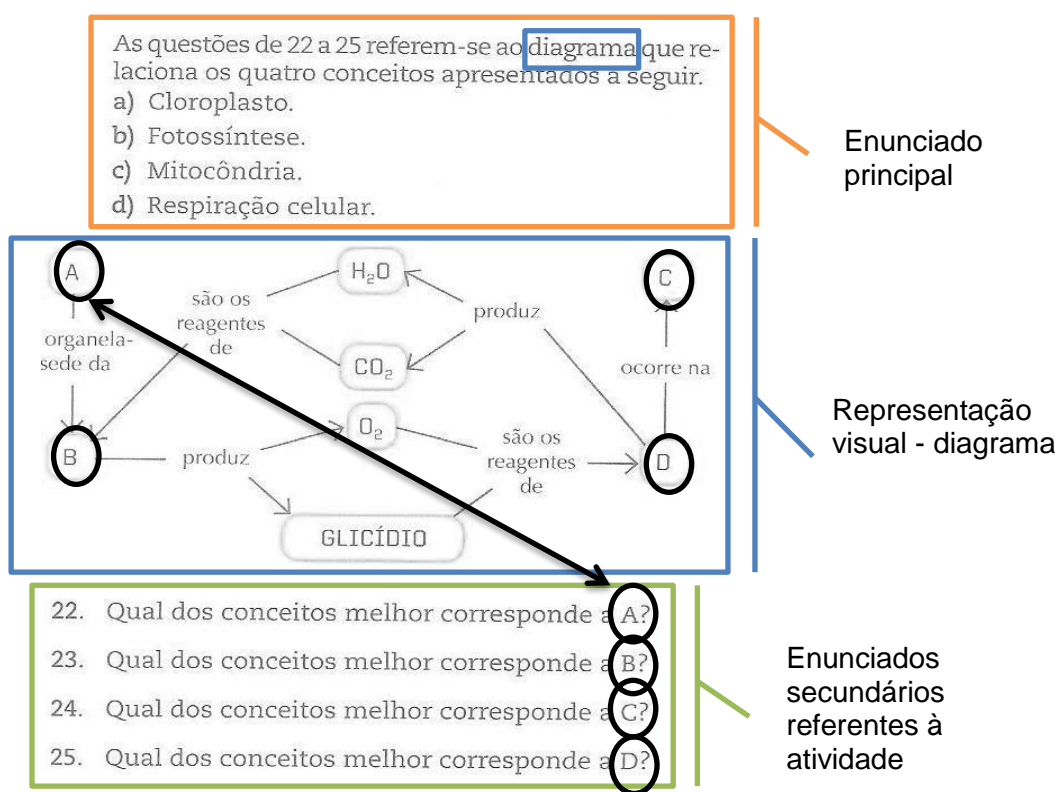 As questões de 22 a 25 referem-se ao diagrama que re-
laciona os quatro conceitos apresentados a seguir.
a) Cloroplasto.
b) Fotossíntese.
c) Mitocôndria.
d) Respiração celular.
Enunciado
principal
A
H₂O
C
são os
reagentes
de
produz
organela-
sede da
CO₂
ocorre na
O₂
B
produz
são os
reagentes
de
D
GLICÍDIO
Representação
visual - diagrama
22. Qual dos conceitos melhor corresponde a A?
23. Qual dos conceitos melhor corresponde a B?
24. Qual dos conceitos melhor corresponde a C?
25. Qual dos conceitos melhor corresponde a D?
Enunciados
secundários
referentes à
atividade